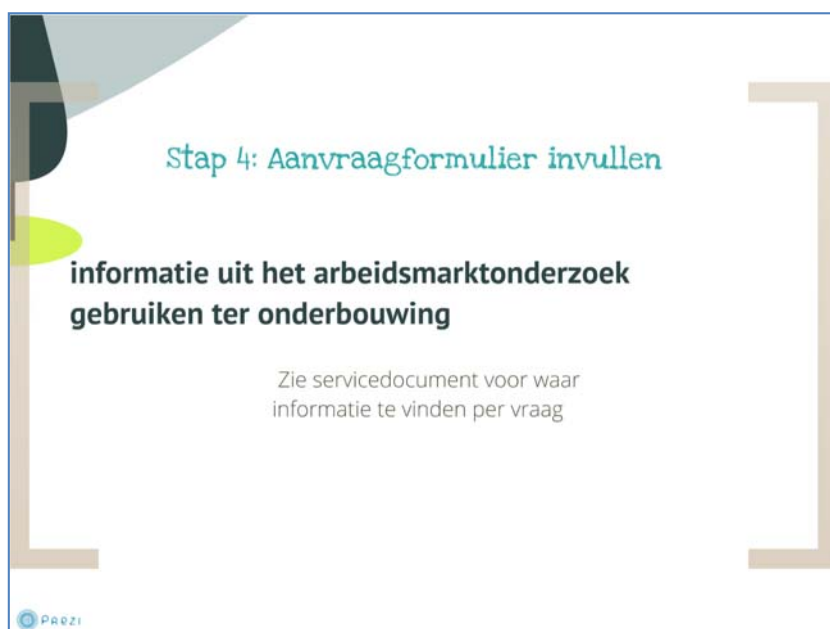 Stap 4: Aanvraagformulier invullen
informatie uit het arbeidsmarktonderzoek
gebruiken ter onderbouwing
Zie servicedocument voor waar
informatie te vinden per vraag
Prezi